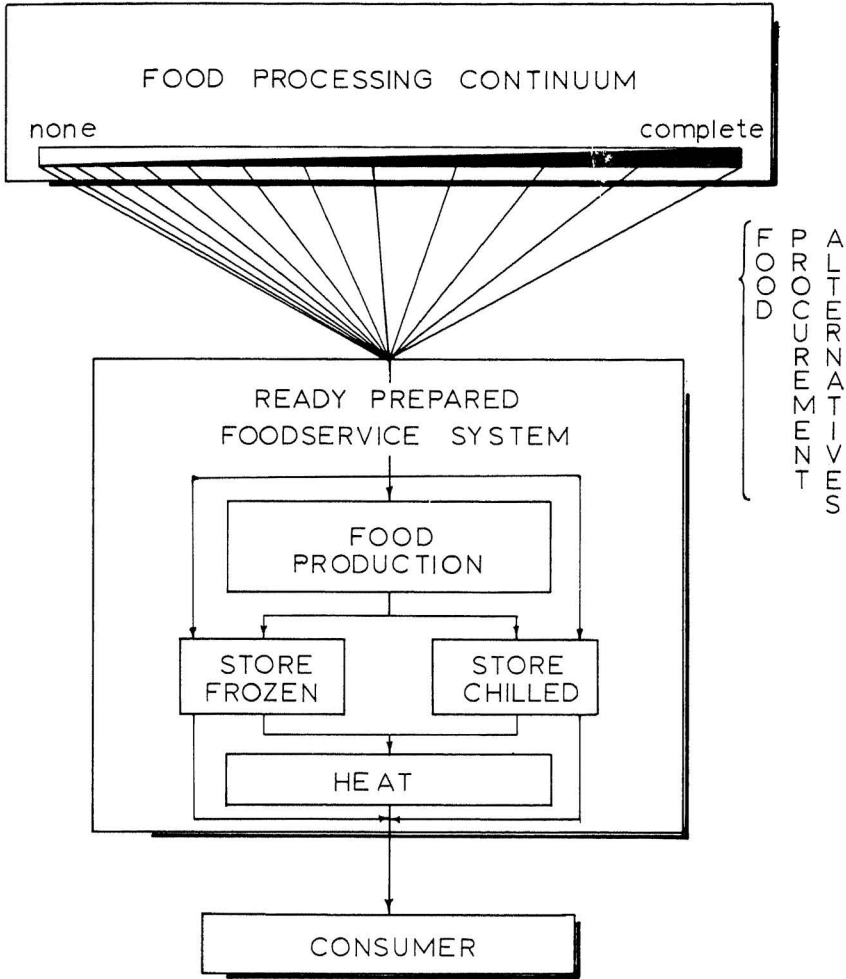 FOOD PROCESSING CONTINUUM
none
complete
FOOD
PROCUREMENT
ALTERNATIVES
READY PREPARED
FOODSERVICE SYSTEM
FOOD
PRODUCTION
STORE
FROZEN
STORE
CHILLED
HEAT
CONSUMER